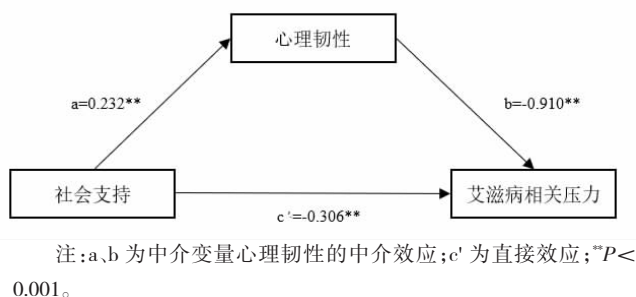 心理韧性
a=0.232**
b=-0.910**
社会支持
艾滋病相关压力
c'=-0.306**
注:a、b 为中介变量心理韧性的中介效应;c' 为直接效应;**P<
0.001。